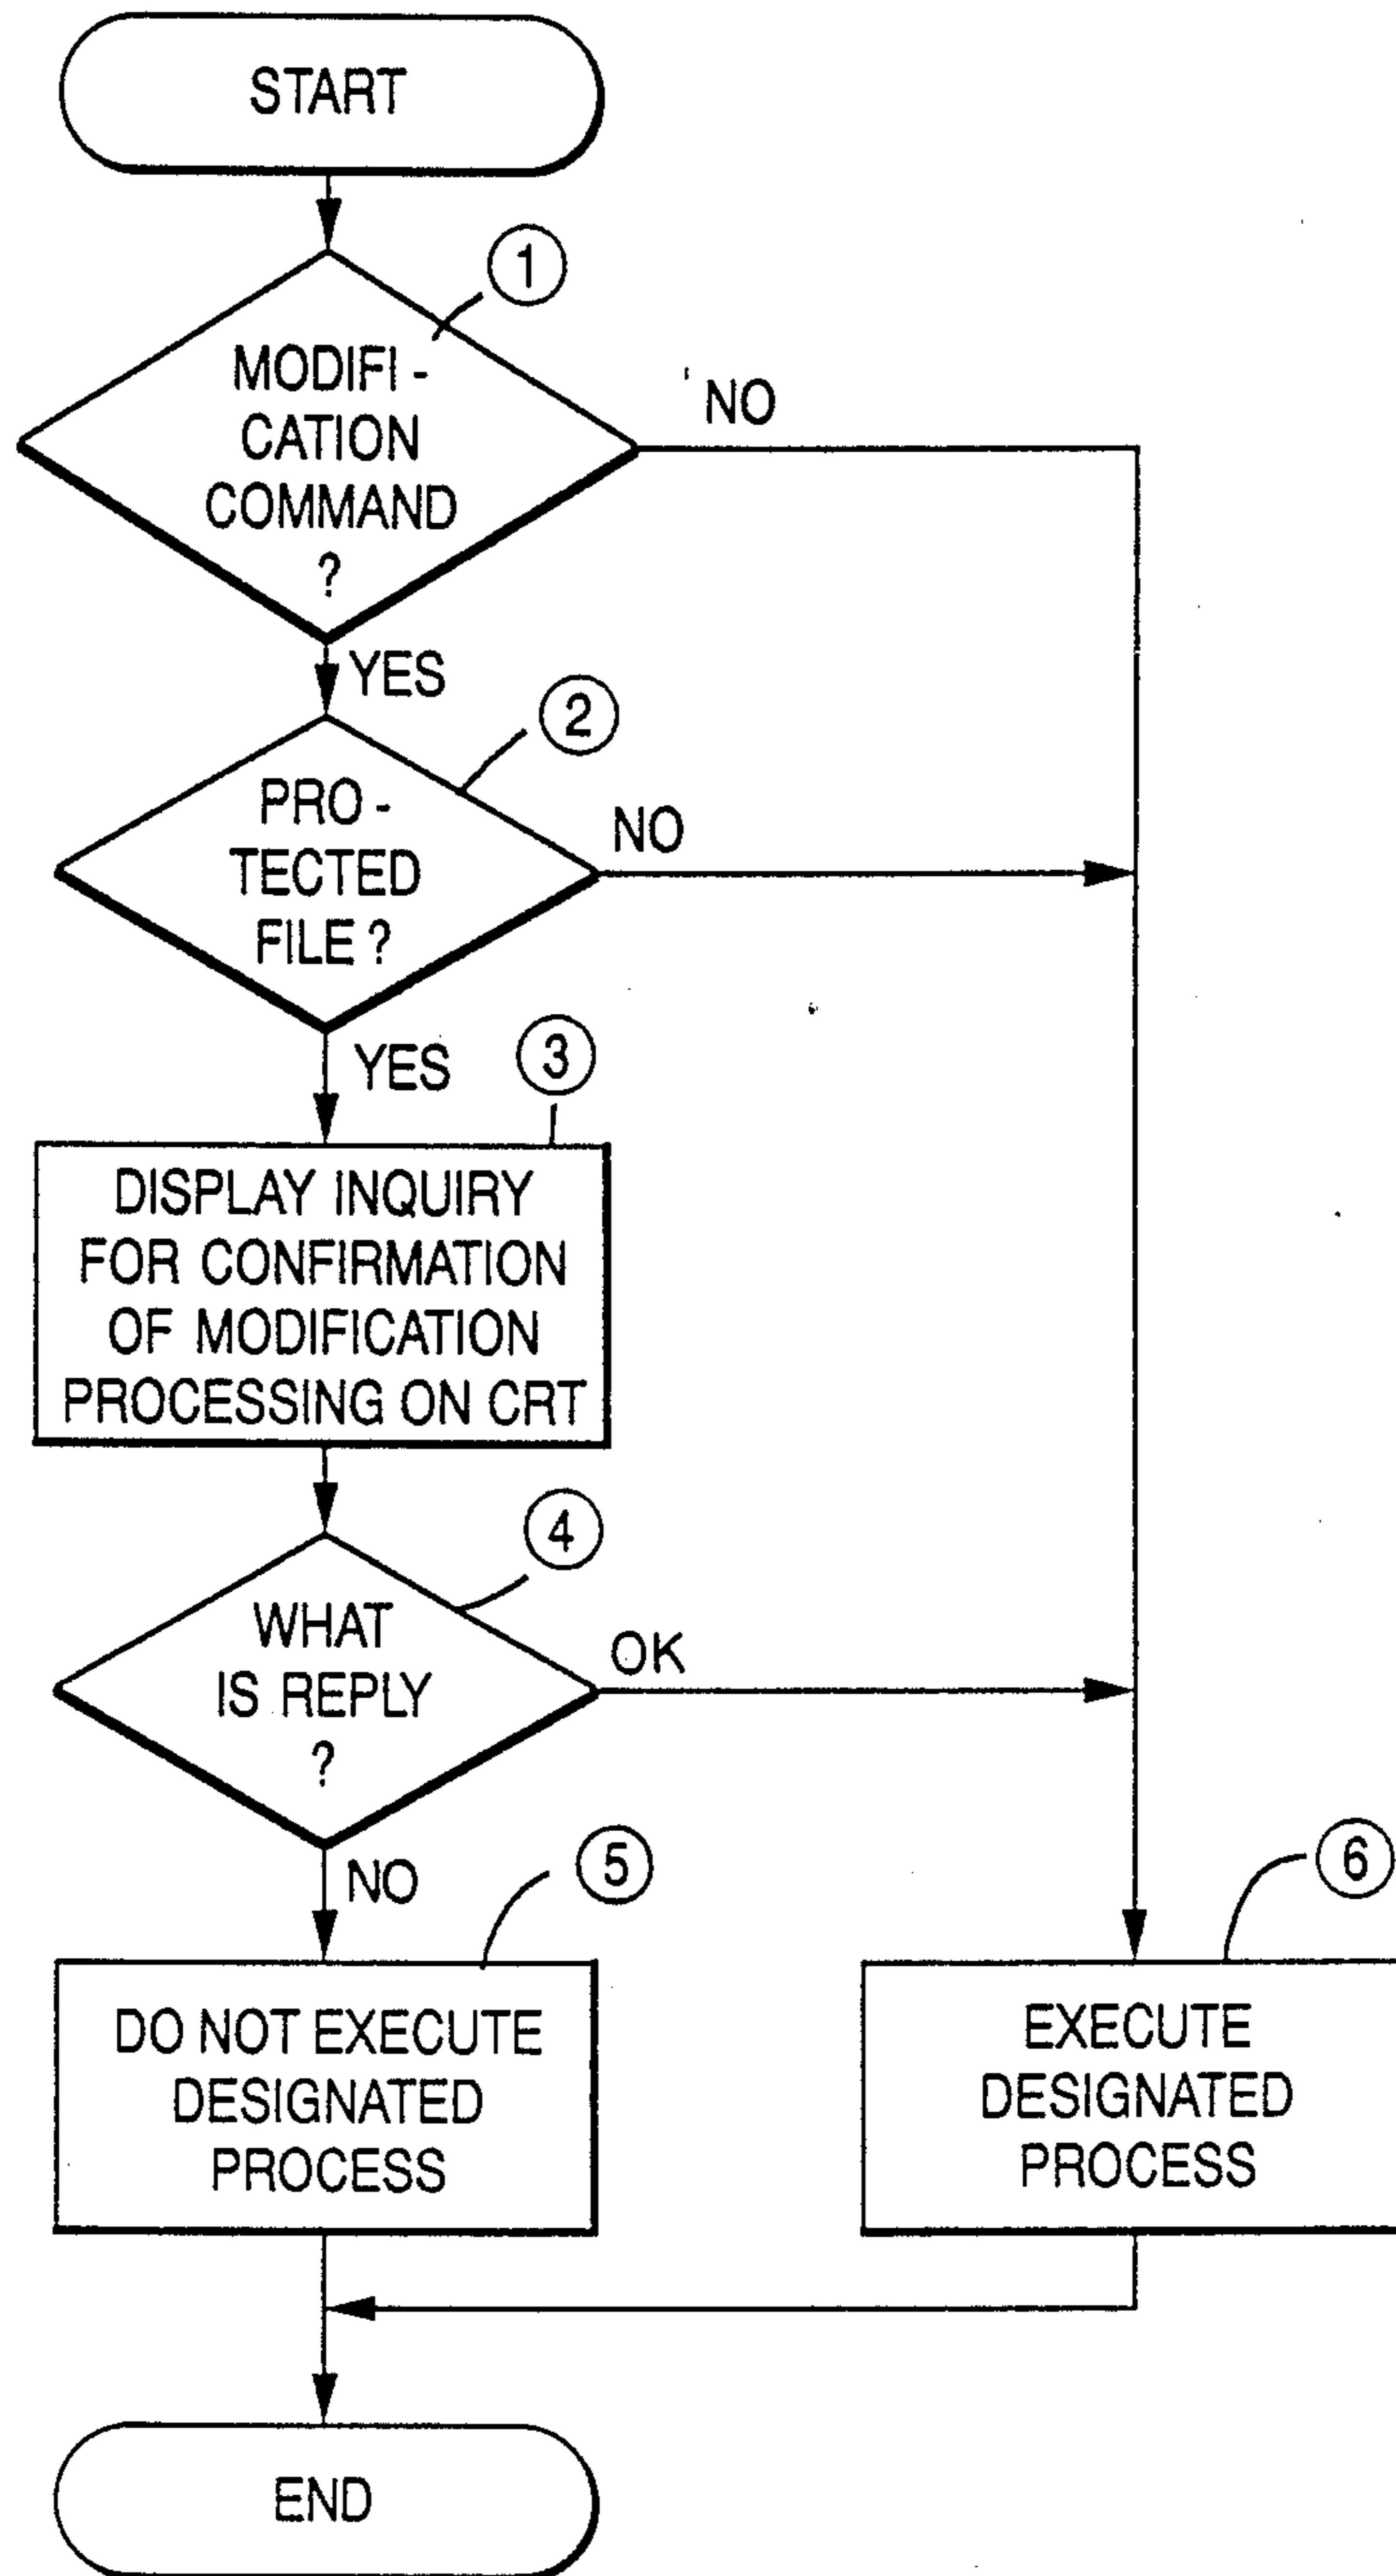 START
1
MODIFI -
CATION
COMMAND
?
NO
YES
2
PRO -
TECTED
FILE ?
NO
YES
3
DISPLAY INQUIRY
FOR CONFIRMATION
OF MODIFICATION
PROCESSING ON CRT
4
WHAT
IS REPLY
?
OK
NO
5
DO NOT EXECUTE
DESIGNATED
PROCESS
6
EXECUTE
DESIGNATED
PROCESS
END